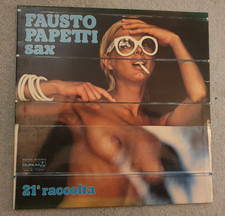 FAUSTO
PAPETTI
sax
21ª raccolta